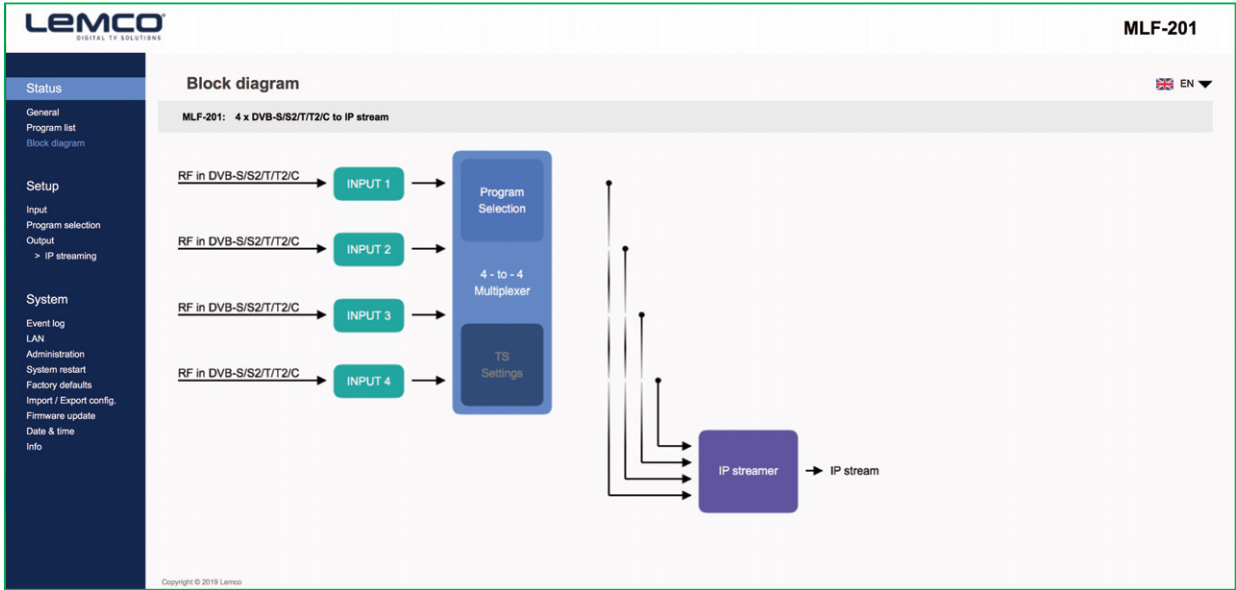 LEMCO
DIGITAL TV SOLUTIONS
MLF-201
Status
General
Program list
Block diagram
Setup
Input
Program selection
Output
> IP streaming
System
Event log
LAN
Administration
System restart
Factory defaults
Import / Export config.
Firmware update
Date & time
Info
Block diagram
EN
MLF-201: 4 x DVB-S/S2/T/T2/C to IP stream
RF in DVB-S/S2/T/T2/C
INPUT 1
RF in DVB-S/S2/T/T2/C
INPUT 2
RF in DVB-S/S2/T/T2/C
INPUT 3
RF in DVB-S/S2/T/T2/C
INPUT 4
Program
Selection
4 - to - 4
Multiplexer
TS
Settings
IP streamer
IP stream
Copyright © 2019 Lemco